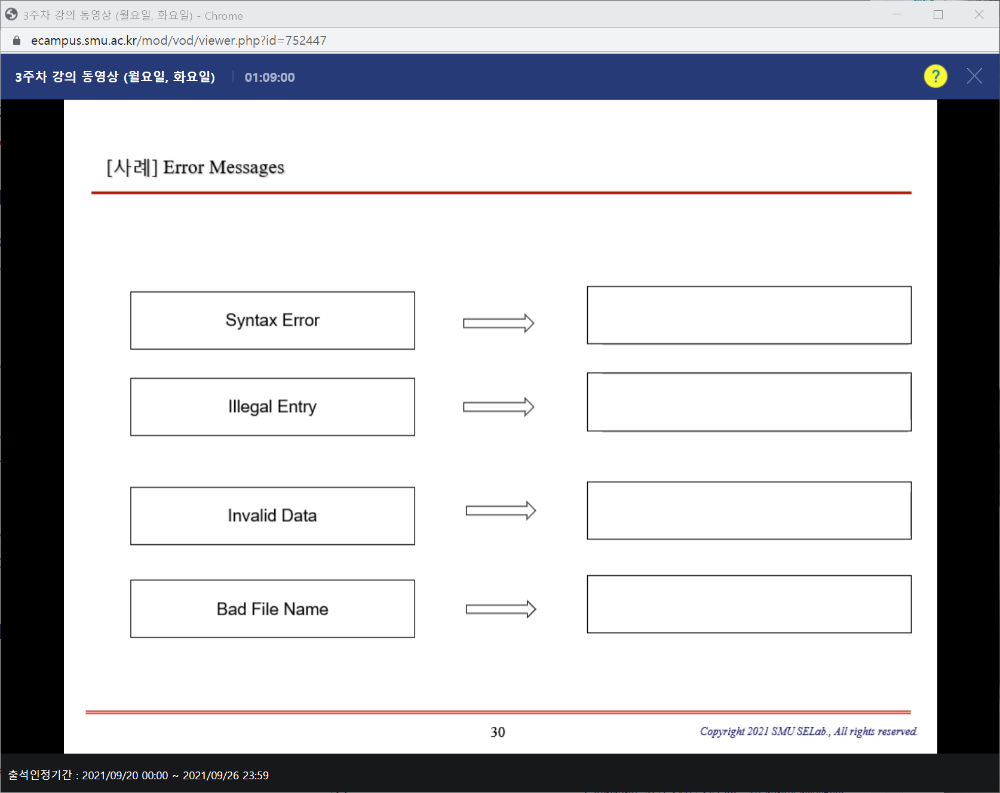 3주차 강의 동영상 (월요일, 화요일) - Chrome
ecampus.smu.ac.kr/mod/vod/viewer.php?id=752447
3주차 강의 동영상 (월요일, 화요일) 01:09:00 ?
[사례] Error Messages
Syntax Error
Illegal Entry
Invalid Data
Bad File Name
30
Copyright 2021 SMU SELab., All rights reserved.
출석인정기간 : 2021/09/20 00:00 ~ 2021/09/26 23:59